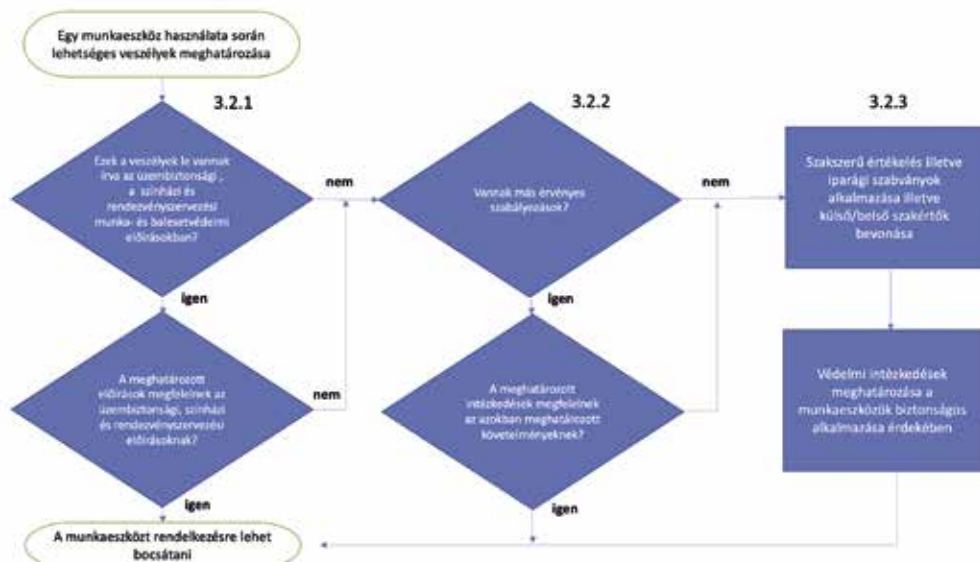 Egy munkaeszköz használata során
lehetséges veszélyek meghatározása
3.2.1
Ezek a veszélyek le vannak
írva az üzembiztonsági ,
a színházi és
rendezvényszervezési
munka- és balesetvédelmi
előírásokban?
nem
igen
A meghatározott
előírások megfelelnek az
üzembiztonsági, színházi
és rendezvényszervezési
előírásoknak?
nem
igen
A munkaeszközt rendelkezésre lehet
bocsátani
3.2.2
Vannak más érvényes
szabályozások?
nem
igen
A meghatározott
intézkedések megfelelnek
az azokban meghatározott
követelményeknek?
igen
3.2.3
Szakszerű értékelés illetve
iparági szabványok
alkalmazása illetve
külső/belső szakértők
bevonása
Védelmi intézkedések
meghatározása a
munkaeszközük biztonságos
alkalmazása érdekében